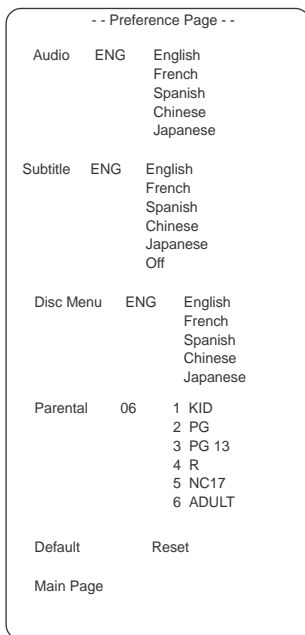 - - Preference Page - -
Audio ENG English
French
Spanish
Chinese
Japanese
Subtitle ENG English
French
Spanish
Chinese
Japanese
Off
Disc Menu ENG English
French
Spanish
Chinese
Japanese
Parental 06 1 KID
2 PG
3 PG 13
4 R
5 NC17
6 ADULT
Default Reset
Main Page